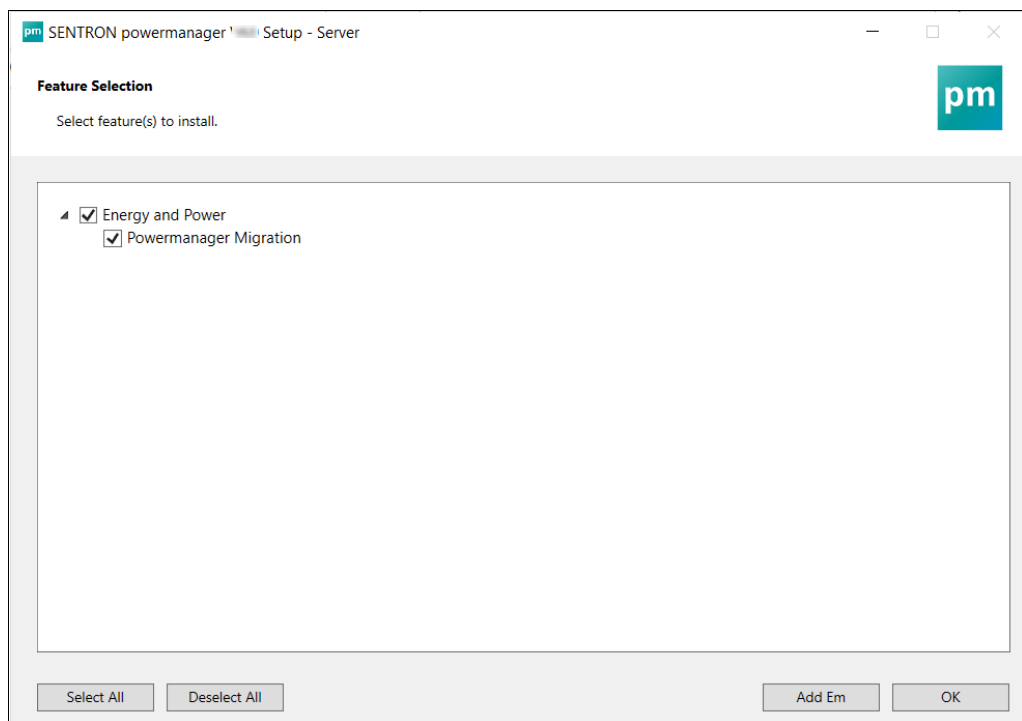 pm SENTRON powermanager Setup - Server
Feature Selection
Select feature(s) to install.
pm
Energy and Power
Powermanager Migration
Select All
Deselect All
Add Em
OK